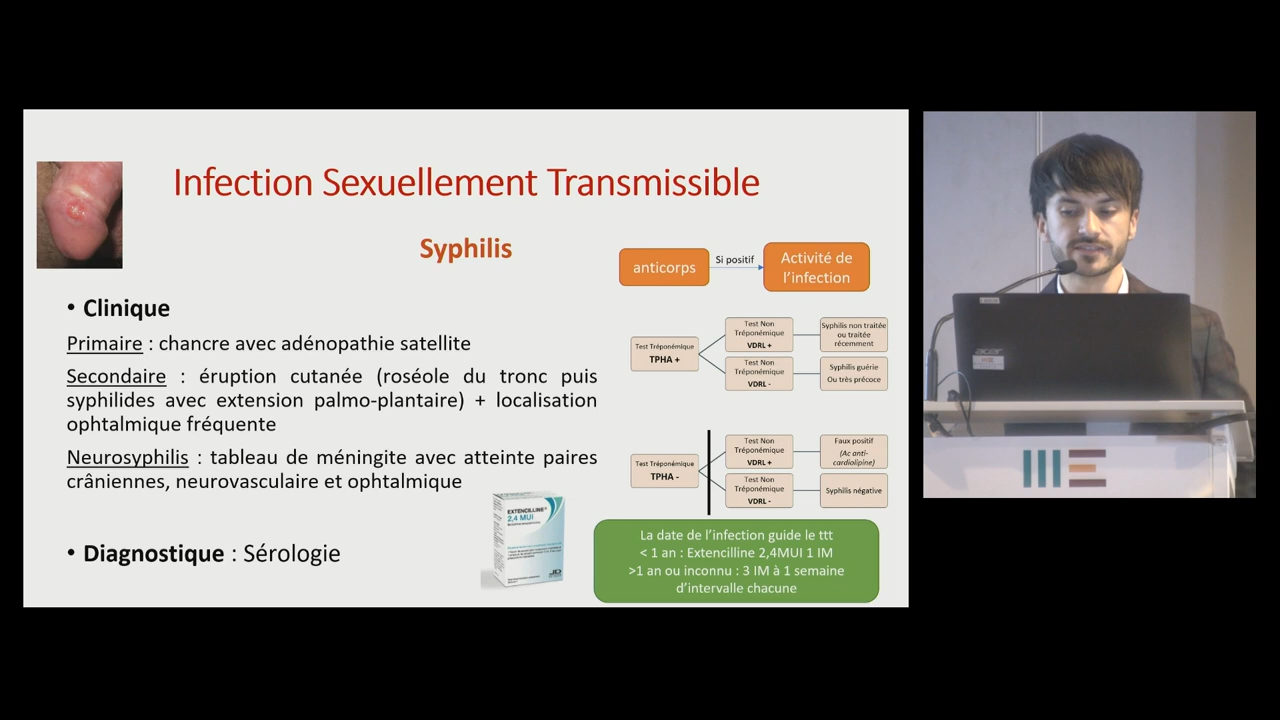 Infection Sexuellement Transmissible
Syphilis
• Clinique
Primaire : chancre avec adénopathie satellite
Secondaire : éruption cutanée (roséole du tronc puis
syphilides avec extension palmo-plantaire) + localisation
ophtalmique fréquente
Neurosyphilis : tableau de méningite avec atteinte paires
crâniennes, neurovasculaire et ophtalmique
• Diagnostique : Sérologie
EXTENCILLINE
2,4 MUI
anticorps
Si positif
Activité de
l'infection
Test Tréponémique
TPHA +
Test Non
Tréponémique
VDRL +
Syphilis non traitée
ou traitée
récemment
Test Non
Tréponémique
VDRL -
Syphilis guérie
Ou très précoce
Test Tréponémique
TPHA -
Test Non
Tréponémique
VDRL +
Faux positif
(Ac anti-
cardiolipine)
Test Non
Tréponémique
VDRL -
Syphilis négative
La date de l'infection guide le ttt
< 1 an : Extencilline 2,4MUI 1 IM
>1 an ou inconnu : 3 IM à 1 semaine
d'intervalle chacune
acer